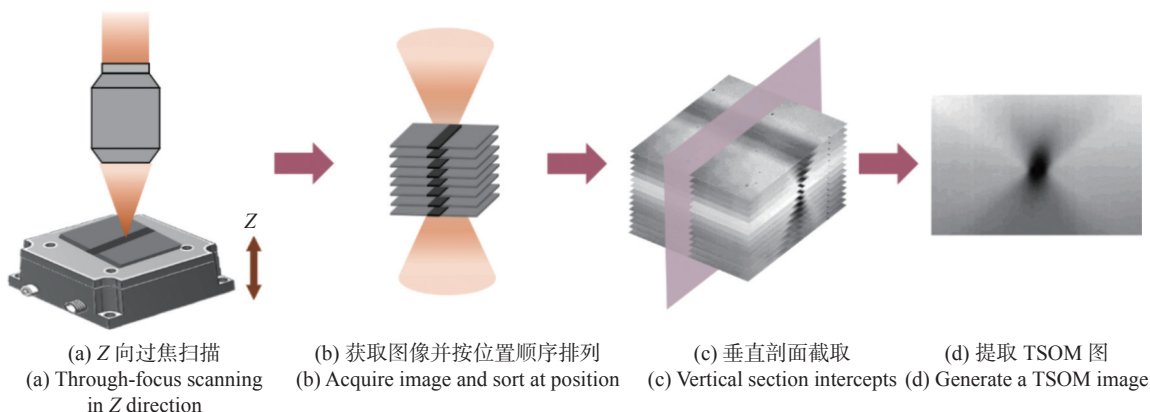 Z
(a) Z 向过焦扫描
(a) Through-focus scanning
in Z direction
(b) 获取图像并按位置顺序排列
(b) Acquire image and sort at position
(c) 垂直剖面截取
(c) Vertical section intercepts
(d) 提取 TSOM 图
(d) Generate a TSOM image